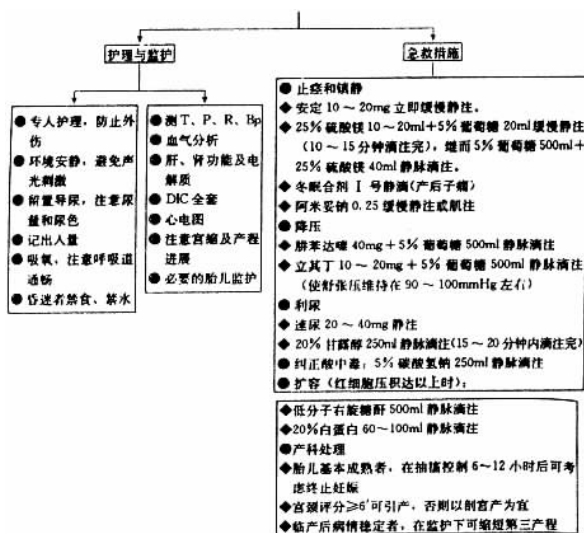 护理与监护
急救措施
●专人护理，防止外
伤
●环境安静，避免声
光刺激
●留置导尿，注意尿
量和尿色
●记出入量
●吸氧，注意呼吸道
通畅
●昏迷者禁食、禁水
●测T、P、R、Bp
●血气分析
●肝、肾功能及电
解质
●DIC全套
●心电图
●注意宫缩及产程
进展
●必要的胎儿监护
●止痉和镇静
◆安定10～20mg立即缓慢静注。
◆25%硫酸镁10～20ml+5%葡萄糖20ml缓慢静注
(10～15分钟滴注完)，继而5%葡萄糖500ml+
25%硫酸镁40ml静脉滴注。
◆冬眠合剂Ⅰ号静滴(产后子痫)
◆阿米妥钠0.25缓慢静注或肌注
●降压
◆肼苯达嗪40mg+5%葡萄糖500ml静脉滴注
◆立其丁10～20mg+5%葡萄糖500ml静脉滴注
(使舒张压维持在90～100mmHg左右)
●利尿
◆速尿20～40mg静注
◆20%甘露醇250ml静脉滴注(15～20分钟内滴注完)
●纠正酸中毒：5%碳酸氢钠250ml静脉滴注
●扩容(红细胞压积达以上时)：
◆低分子右旋糖酐500ml静脉滴注
◆20%白蛋白60～100ml静脉滴注
●产科处理
◆胎儿基本成熟者，在抽搐控制6～12小时后可考
虑终止妊娠
◆宫颈评分≥6'可引产，否则以剖宫产为宜
◆临产后病情稳定者，在监护下可缩短第三产程